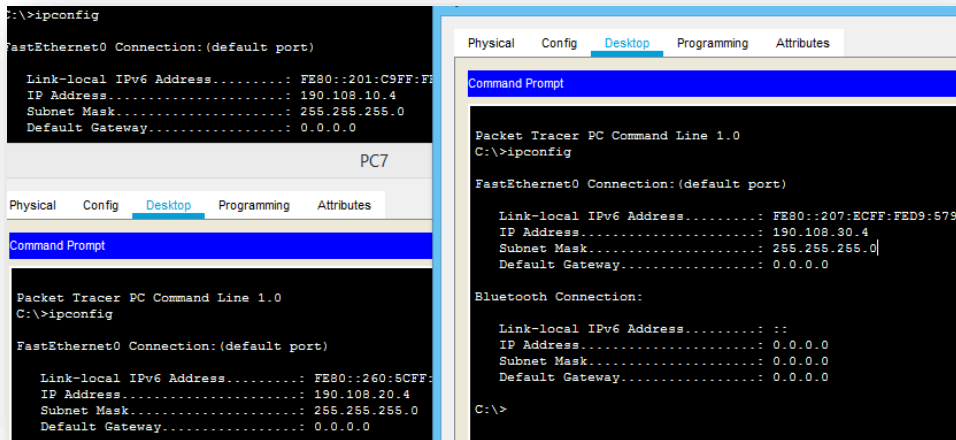 C:\>ipconfig
FastEthernet0 Connection:(default port)
Link-local IPv6 Address.........: FE80::201:C9FF:FE
IP Address......................: 190.108.10.4
Subnet Mask.....................: 255.255.255.0
Default Gateway.................: 0.0.0.0
PC7
Physical Config Desktop Programming Attributes
Command Prompt
Packet Tracer PC Command Line 1.0
C:\>ipconfig
FastEthernet0 Connection:(default port)
Link-local IPv6 Address.........: FE80::260:5CFF:
IP Address......................: 190.108.20.4
Subnet Mask.....................: 255.255.255.0
Default Gateway.................: 0.0.0.0
Physical Config Desktop Programming Attributes
Command Prompt
Packet Tracer PC Command Line 1.0
C:\>ipconfig
FastEthernet0 Connection:(default port)
Link-local IPv6 Address.........: FE80::207:ECFF:FED9:579
IP Address......................: 190.108.30.4
Subnet Mask.....................: 255.255.255.0
Default Gateway.................: 0.0.0.0
Bluetooth Connection:
Link-local IPv6 Address.........: ::
IP Address......................: 0.0.0.0
Subnet Mask.....................: 0.0.0.0
Default Gateway.................: 0.0.0.0
C:\>